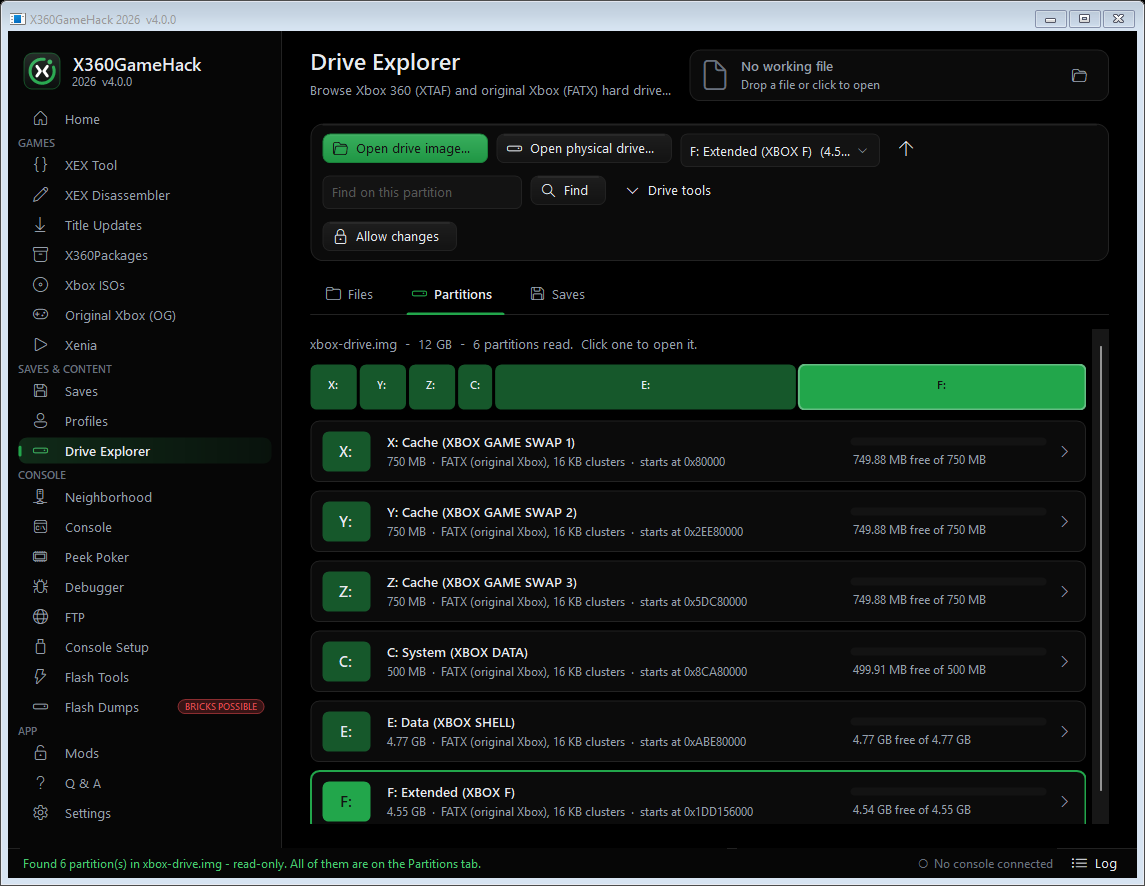 X360GameHack 2026 v4.0.0
X360GameHack
2026 v4.0.0
Home
GAMES
XEX Tool
XEX Disassembler
Title Updates
X360Packages
Xbox ISOs
Original Xbox (OG)
Xenia
SAVES & CONTENT
Saves
Profiles
Drive Explorer
CONSOLE
Neighborhood
Console
Peek Poker
Debugger
FTP
Console Setup
Flash Tools
Flash Dumps BRICKS POSSIBLE
APP
Mods
Q & A
Settings
Drive Explorer
Browse Xbox 360 (XTAF) and original Xbox (FATX) hard drive...
No working file
Drop a file or click to open
Open drive image... Open physical drive... F: Extended (XBOX F) (4.5...
Find on this partition Find Drive tools
Allow changes
Files Partitions Saves
xbox-drive.img - 12 GB - 6 partitions read. Click one to open it.
X: Y: Z: C: E: F:
X: X: Cache (XBOX GAME SWAP 1)
750 MB · FATX (original Xbox), 16 KB clusters · starts at 0x80000 749.88 MB free of 750 MB
Y: Y: Cache (XBOX GAME SWAP 2)
750 MB · FATX (original Xbox), 16 KB clusters · starts at 0x2EE80000 749.88 MB free of 750 MB
Z: Z: Cache (XBOX GAME SWAP 3)
750 MB · FATX (original Xbox), 16 KB clusters · starts at 0x5DC80000 749.88 MB free of 750 MB
C: C: System (XBOX DATA)
500 MB · FATX (original Xbox), 16 KB clusters · starts at 0x8CA80000 499.91 MB free of 500 MB
E: E: Data (XBOX SHELL)
4.77 GB · FATX (original Xbox), 16 KB clusters · starts at 0xABE80000 4.77 GB free of 4.77 GB
F: F: Extended (XBOX F)
4.55 GB · FATX (original Xbox), 16 KB clusters · starts at 0x1DD156000 4.54 GB free of 4.55 GB
Found 6 partition(s) in xbox-drive.img - read-only. All of them are on the Partitions tab. No console connected Log